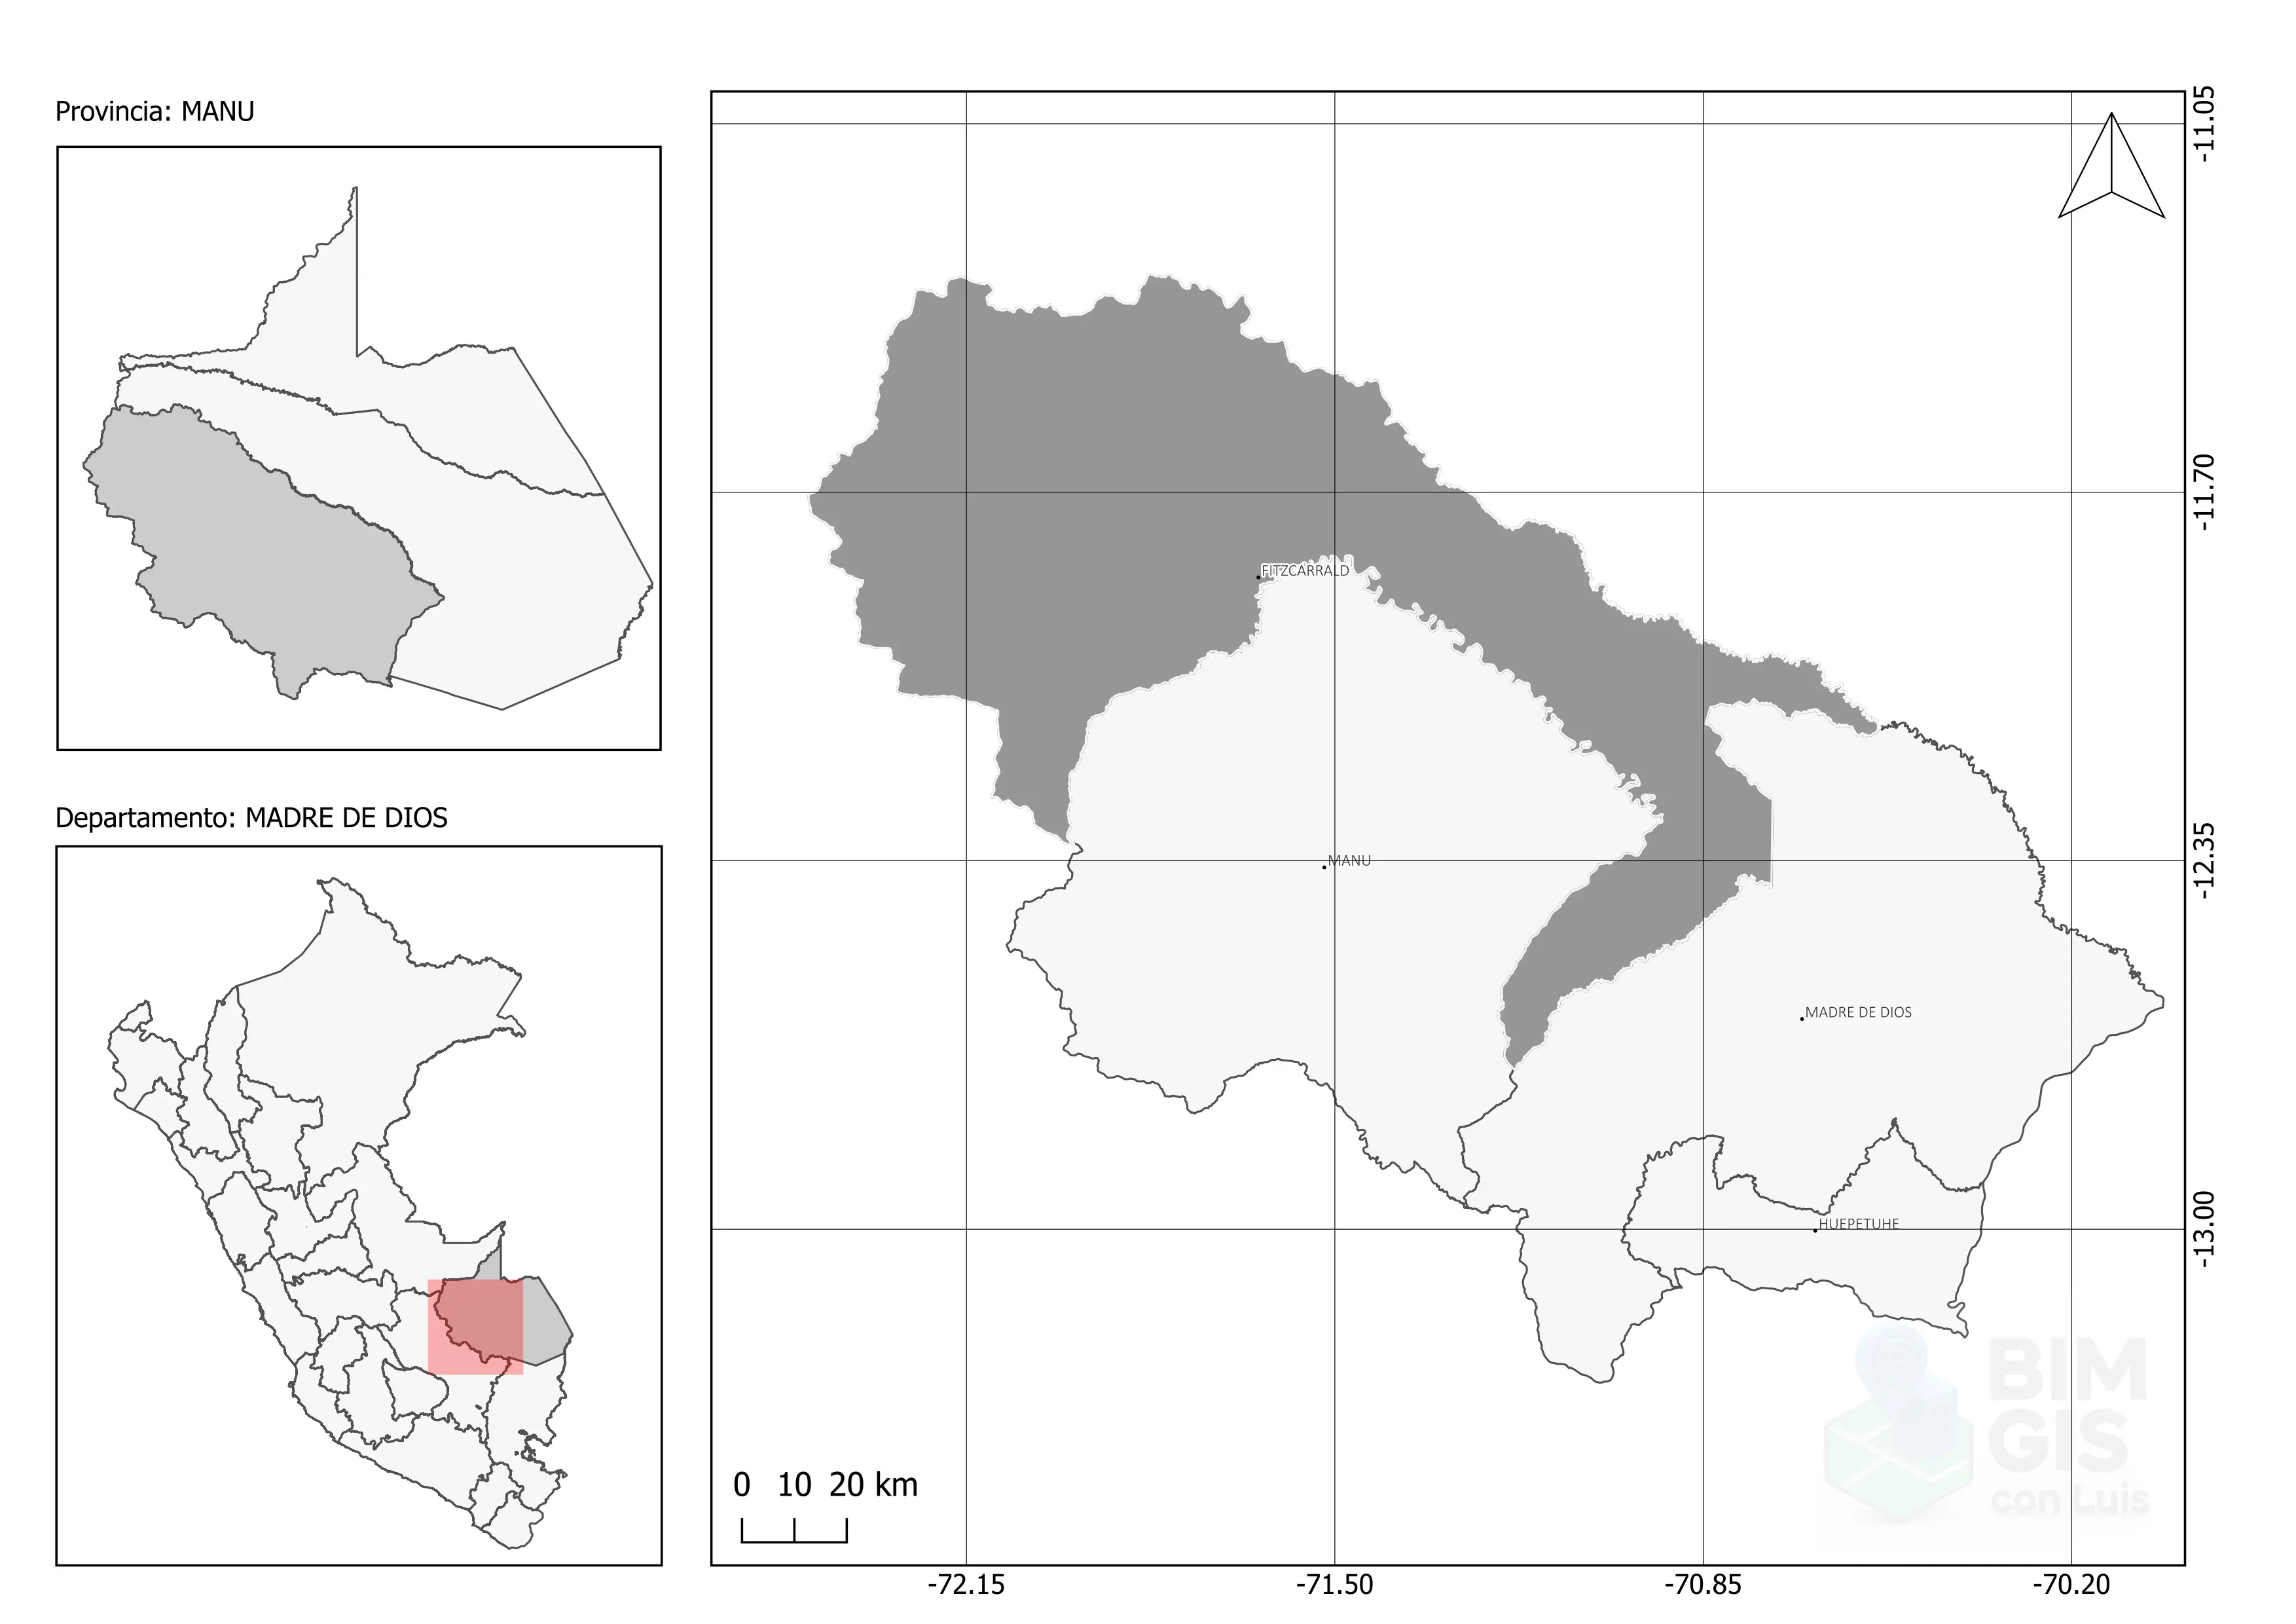 Provincia: MANU
Departamento: MADRE DE DIOS
-11.05
-11.70
-12.35
-13.00
FITZCARRALD
MANU
MADRE DE DIOS
HUEPETUHE
BIM
GIS
con Luis
0 10 20 km
-72.15 -71.50 -70.85 -70.20